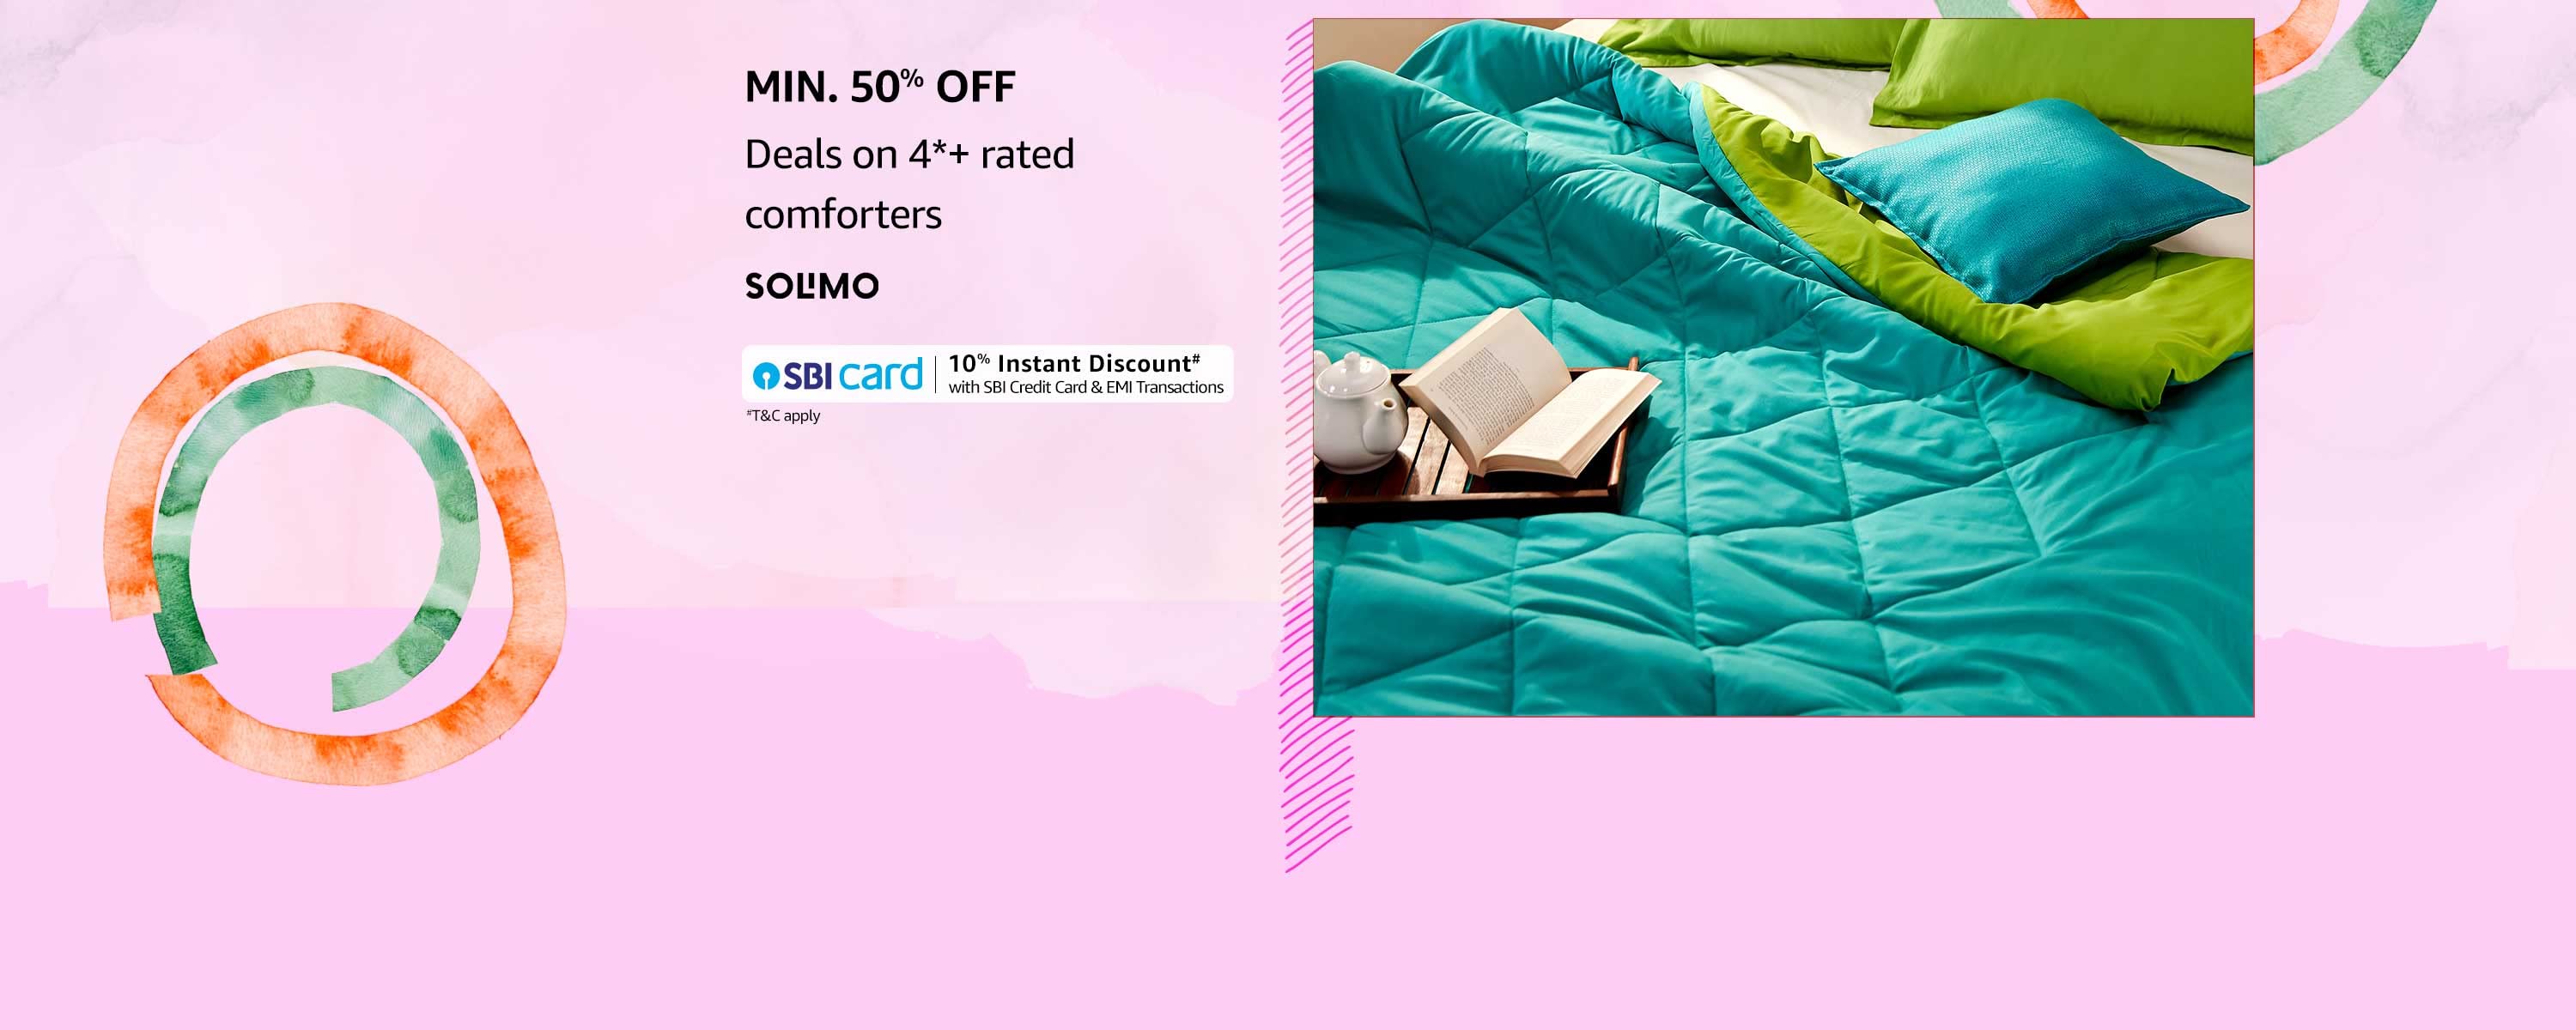 MIN. 50% OFF
Deals on 4*+ rated
comforters
SOLIMO
SBI card
10% Instant Discount#
with SBI Credit Card & EMI Transactions
#T&C apply